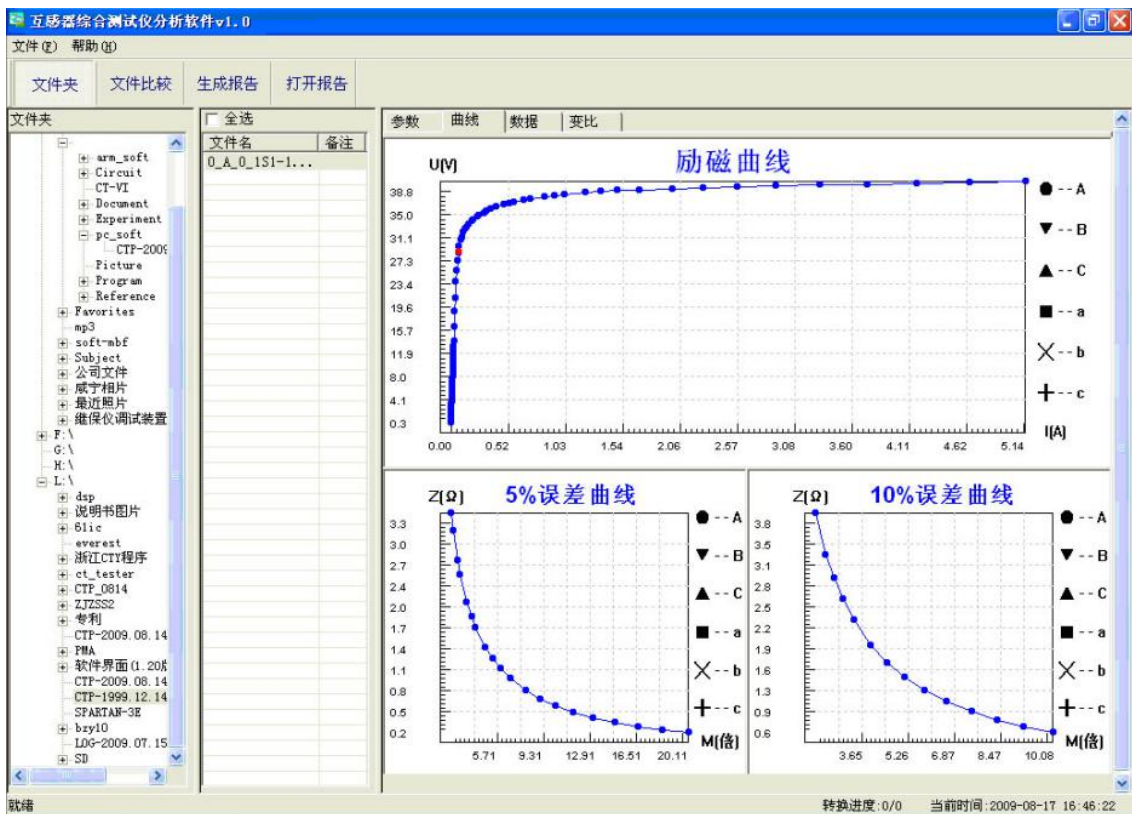 互感器综合测试仪分析软件v1.0
文件(F) 帮助(H)
文件夹 文件比较 生成报告 打开报告
文件夹
arm_soft
Circuit
CT-VI
Document
Experiment
pc_soft
CTP-2009
Picture
Program
Reference
Favorites
mp3
soft-mbf
Subject
公司文件
咸宁相片
最近照片
继保仪调试装置
F:\
G:\
H:\
L:\
dsp
说明书图片
61ic
everest
浙江CTY程序
ct_tester
CTP_0814
ZJZSS2
专利
CTP-2009.08.14
PMA
软件界面(1.20版
CTP-2009.08.14
CTP-1999.12.14
SPARTAN-3E
bzy10
LOG-2009.07.15
SD
全选
文件名 备注
0_A_0_1S1-1...
参数 曲线 数据 变比
励磁曲线
U(V)
38.8
35.0
31.1
27.3
23.4
19.6
15.7
11.9
8.0
4.1
0.3
0.00 0.52 1.03 1.54 2.06 2.57 3.08 3.60 4.11 4.62 5.14 I(A)
-- A
-- B
-- C
-- a
-- b
-- c
Z(Ω) 5%误差曲线
3.3
3.0
2.7
2.4
2.0
1.7
1.4
1.1
0.8
0.5
0.2
5.71 9.31 12.91 16.51 20.11 M(倍)
-- A
-- B
-- C
-- a
-- b
-- c
Z(Ω) 10%误差曲线
3.8
3.5
3.1
2.8
2.5
2.2
1.9
1.6
1.3
0.9
0.6
3.65 5.26 6.87 8.47 10.08 M(倍)
-- A
-- B
-- C
-- a
-- b
-- c
就绪 转换进度:0/0 当前时间:2009-08-17 16:46:22